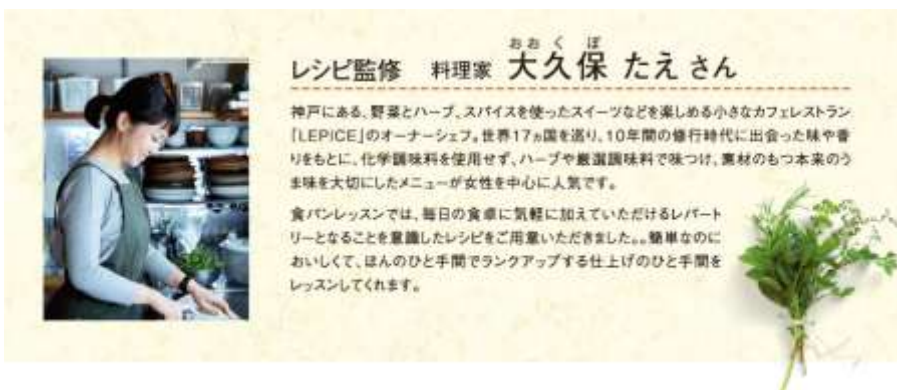 おお く ぼ
レシピ監修 料理家 大久保 たえ さん
神戸にある、野菜とハーブ、スパイスを使ったスイーツなどを楽しめる小さなカフェレストラン
「LEPICE」のオーナーシェフ。世界17ヵ国を巡り、10年間の修行時代に出会った味や香
りをもとに、化学調味料を使用せず、ハーブや厳選調味料で味つけ、素材のもつ本来のう
ま味を大切にしたメニューが女性を中心に人気です。
食パンレッスンでは、毎日の食卓に気軽に加えていただけるレパート
リーとなることを意識したレシピをご用意いただきました。。簡単なのに
おいしくて、ほんのひと手間でランクアップする仕上げのひと手間を
レッスンしてくれます。